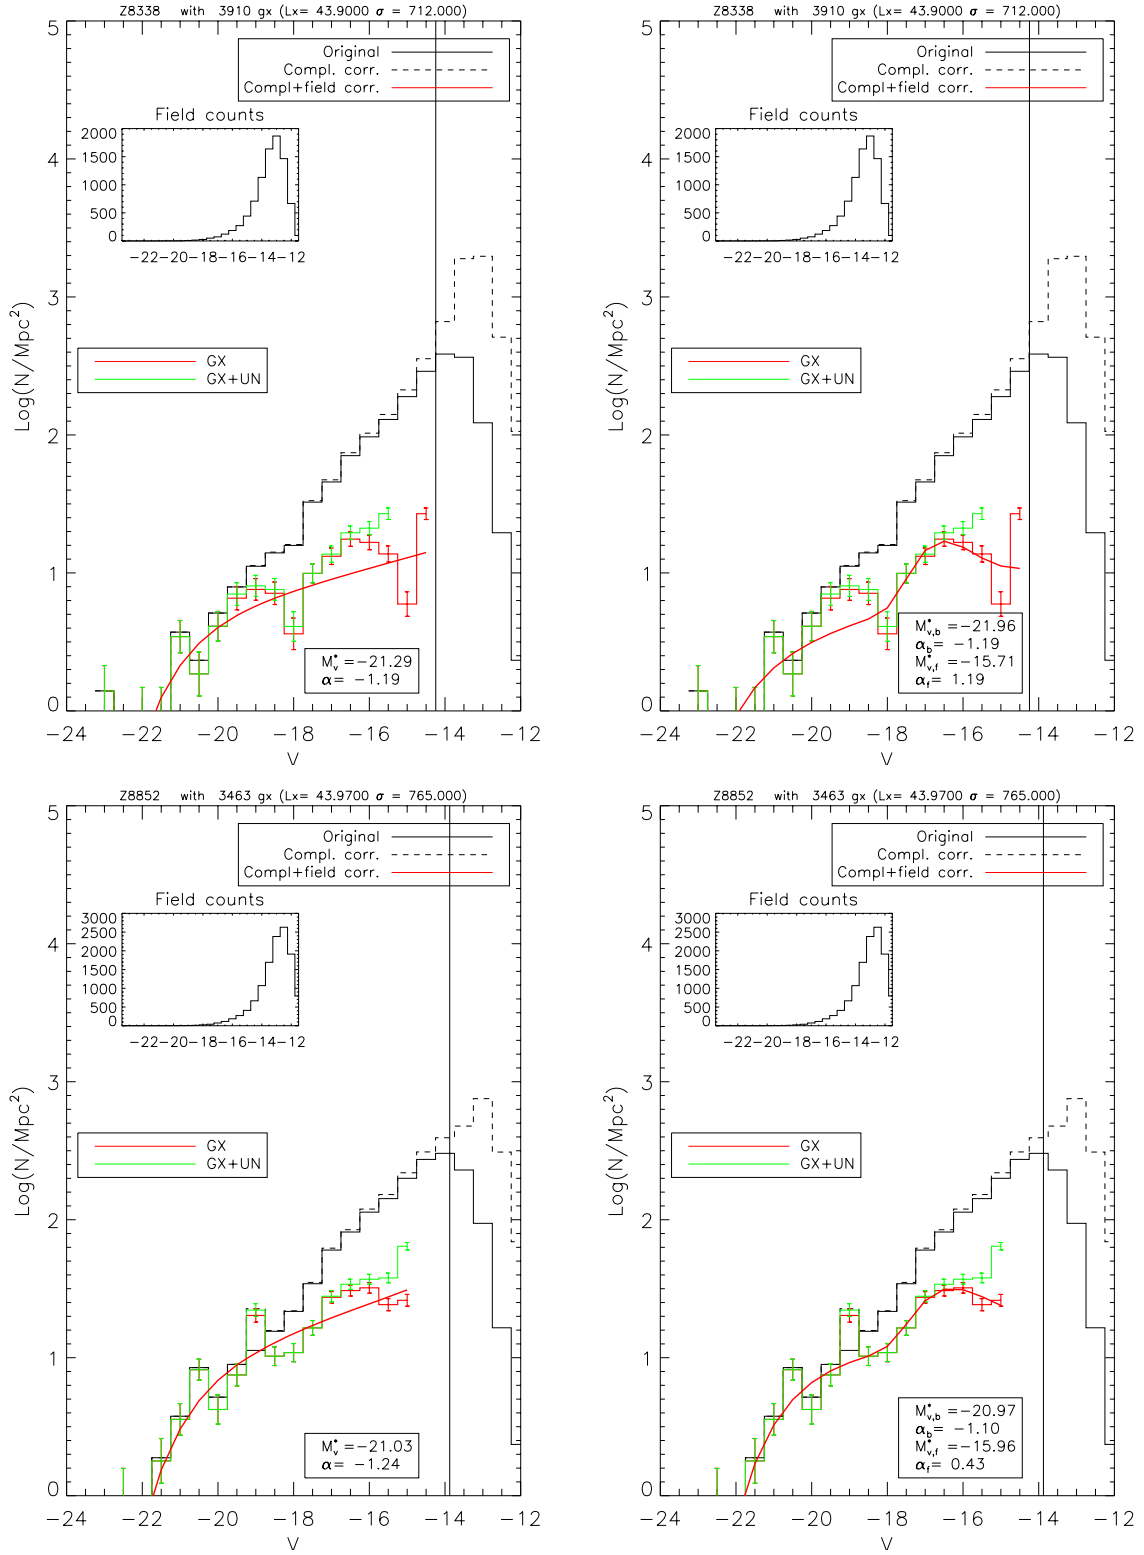 Z8338 with 3910 gx (Lx= 43.9000 σ = 712.000)
Original
Compl. corr.
Compl+field corr.
Field counts
2000
1500
1000
500
0
−22−20−18−16−14−12
GX
GX+UN
M*v=−21.29
α= −1.19
5
4
3
2
1
0
Log(N/Mpc²)
−24 −22 −20 −18 −16 −14 −12
V
Z8338 with 3910 gx (Lx= 43.9000 σ = 712.000)
Original
Compl. corr.
Compl+field corr.
Field counts
2000
1500
1000
500
0
−22−20−18−16−14−12
GX
GX+UN
M*v,b=−21.96
αb= −1.19
M*v,f=−15.71
αf= 1.19
5
4
3
2
1
0
Log(N/Mpc²)
−24 −22 −20 −18 −16 −14 −12
V
Z8852 with 3463 gx (Lx= 43.9700 σ = 765.000)
Original
Compl. corr.
Compl+field corr.
Field counts
3000
2500
2000
1500
1000
500
0
−22−20−18−16−14−12
GX
GX+UN
M*v=−21.03
α= −1.24
5
4
3
2
1
0
Log(N/Mpc²)
−24 −22 −20 −18 −16 −14 −12
V
Z8852 with 3463 gx (Lx= 43.9700 σ = 765.000)
Original
Compl. corr.
Compl+field corr.
Field counts
3000
2500
2000
1500
1000
500
0
−22−20−18−16−14−12
GX
GX+UN
M*v,b=−20.97
αb= −1.10
M*v,f=−15.96
αf= 0.43
5
4
3
2
1
0
Log(N/Mpc²)
−24 −22 −20 −18 −16 −14 −12
V